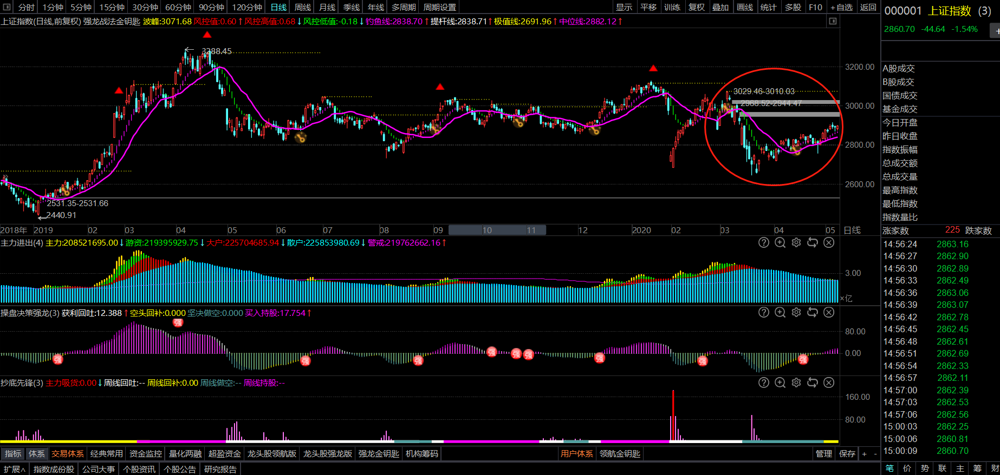 分时 1分钟 5分钟 15分钟 30分钟 60分钟 90分钟 120分钟 日线 周线 月线 季线 年线 多周期 周期设置 显示 平移 训练 复权 叠加 画线 统计 多股 F10 +自选 返回
000001 上证指数 (3)
2860.70 -44.64 -1.54% +
上证指数(日线,前复权) 强龙战法金钥匙 波峰:3071.68 风控值:0.60↑ 风控高值:0.68↓ 风控低值:-0.18↓ 钓鱼线:2838.70↑ 提杆线:2838.71↑ 极值线:2691.96↑ 中位线:2882.12↑
3288.45
3029.46-3010.03
2968.52-2944.47
2531.35-2531.66
2440.91
3200.00
3000.00
2800.00
2600.00
2018年 2019 02 03 04 05 06 07 08 09 10 11 12 2020 02 03 04 05 日线
主力进出(4) 主力:208521695.00↓ 游资:219395929.75↓ 大户:225704685.94↓ 散户:225853980.69↓ 警戒:219762662.16↑
3.00
×亿
操盘决策强龙(3) 获利回吐:12.388↑ 空头回补:0.000 坚决做空:0.000 买入持股:17.754↑
80.00
0.00
强 强 强 强 强 强 强 强 强 强
抄底先锋(3) 主力吸货:0.00↓ 周线回吐:-- 周线回补:0.00 周线做空:-- 周线持股:--
160.00
80.00
指标 体系 交易体系 经典常用 资金监控 量化两融 超盈资金 龙头股领航版 龙头股强龙版 强龙金钥匙 机构筹码 用户体系 领航金钥匙 管理 保存 + -
扩展∧ 指数成份股 公司大事 个股资讯 个股公告 研究报告
A股成交
B股成交
国债成交
基金成交
今日开盘
昨日收盘
指数振幅
总成交额
总成交量
最高指数
最低指数
指数量比
涨家数 225 跌家数
14:56:24 2863.16
14:56:27 2862.90
14:56:30 2862.89
14:56:33 2862.49
14:56:36 2863.06
14:56:39 2863.07
14:56:42 2862.78
14:56:45 2862.45
14:56:48 2862.61
14:56:51 2862.69
14:56:54 2862.33
14:56:57 2862.11
14:57:00 2862.39
14:57:03 2862.53
14:57:06 2862.56
15:00:03 2862.25
15:00:06 2860.81
15:00:09 2860.70
笔 价 势 联 主 筹 财